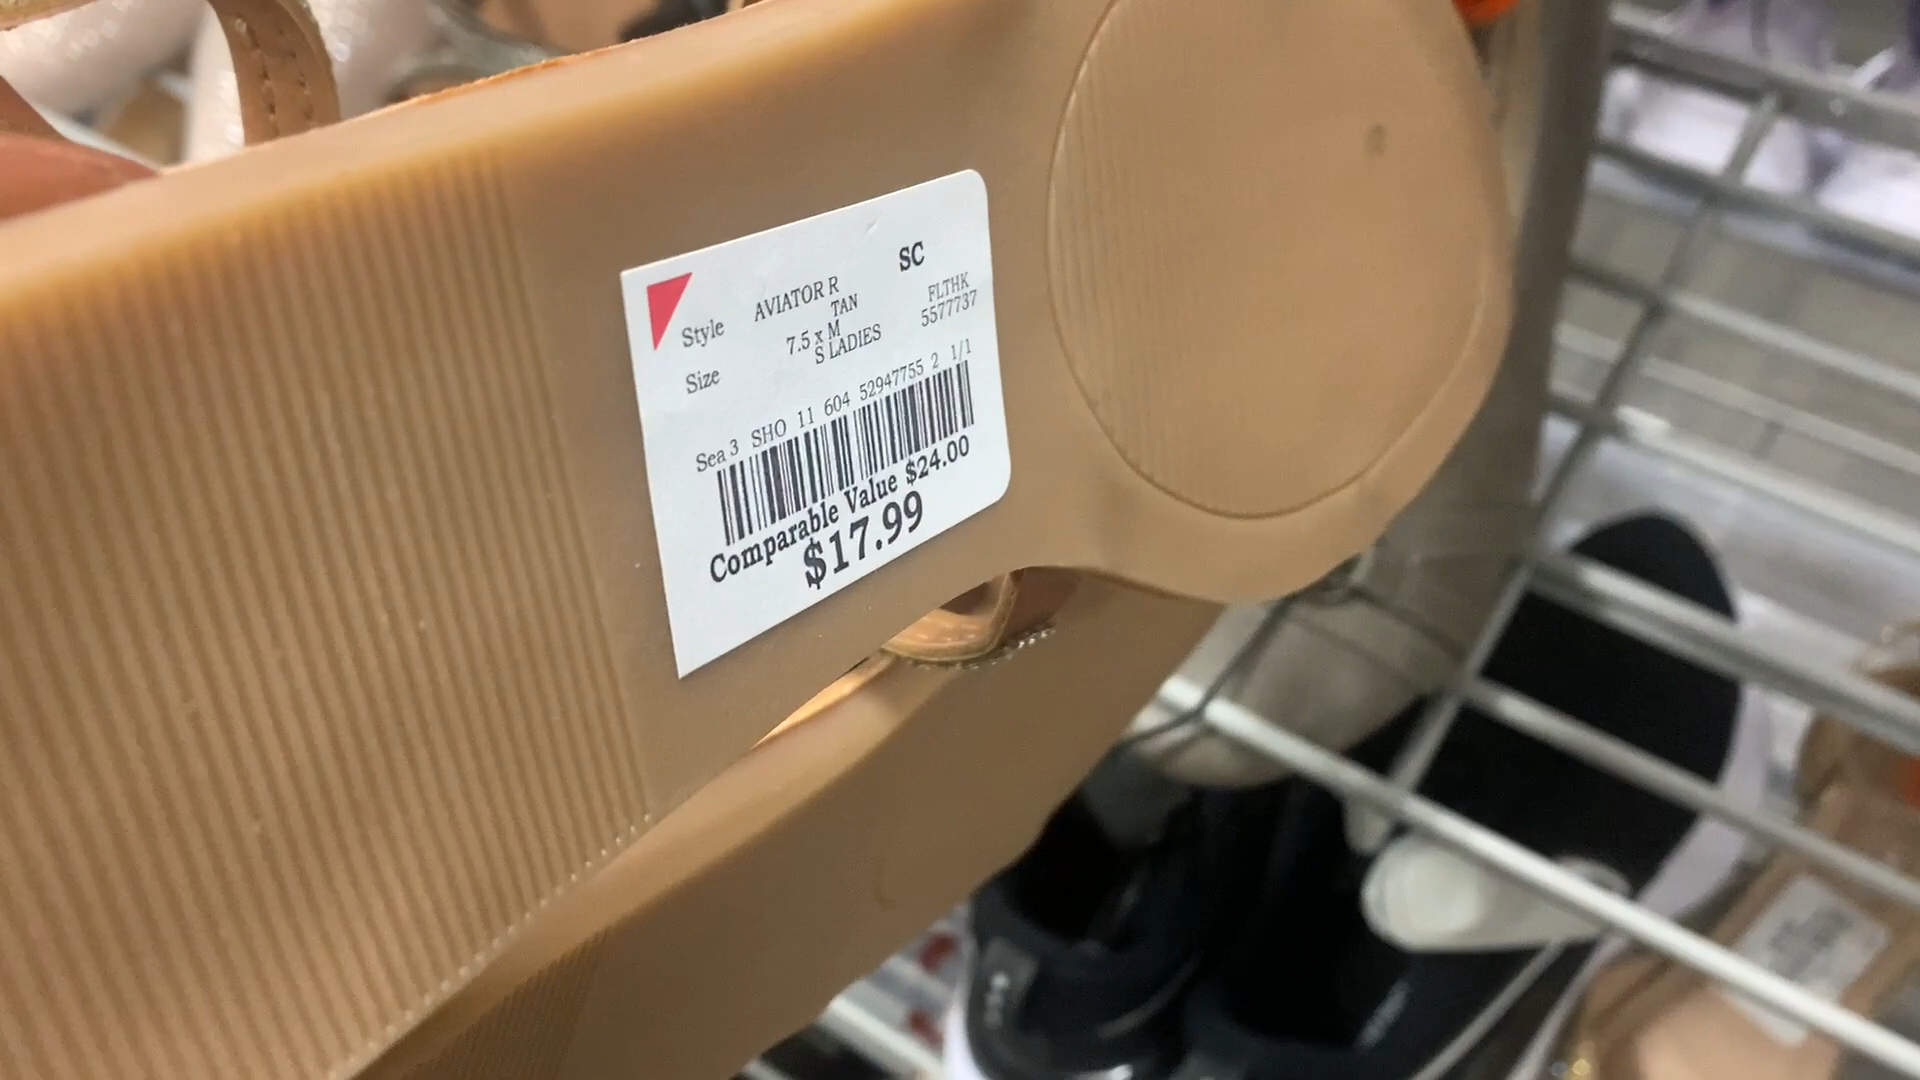 SC
Style AVIATOR R FLTHK
TAN 5577737
Size 7.5 x M
S LADIES
Sea 3 SHO 11 604 52947755 2 1/1
Comparable Value $24.00
$17.99